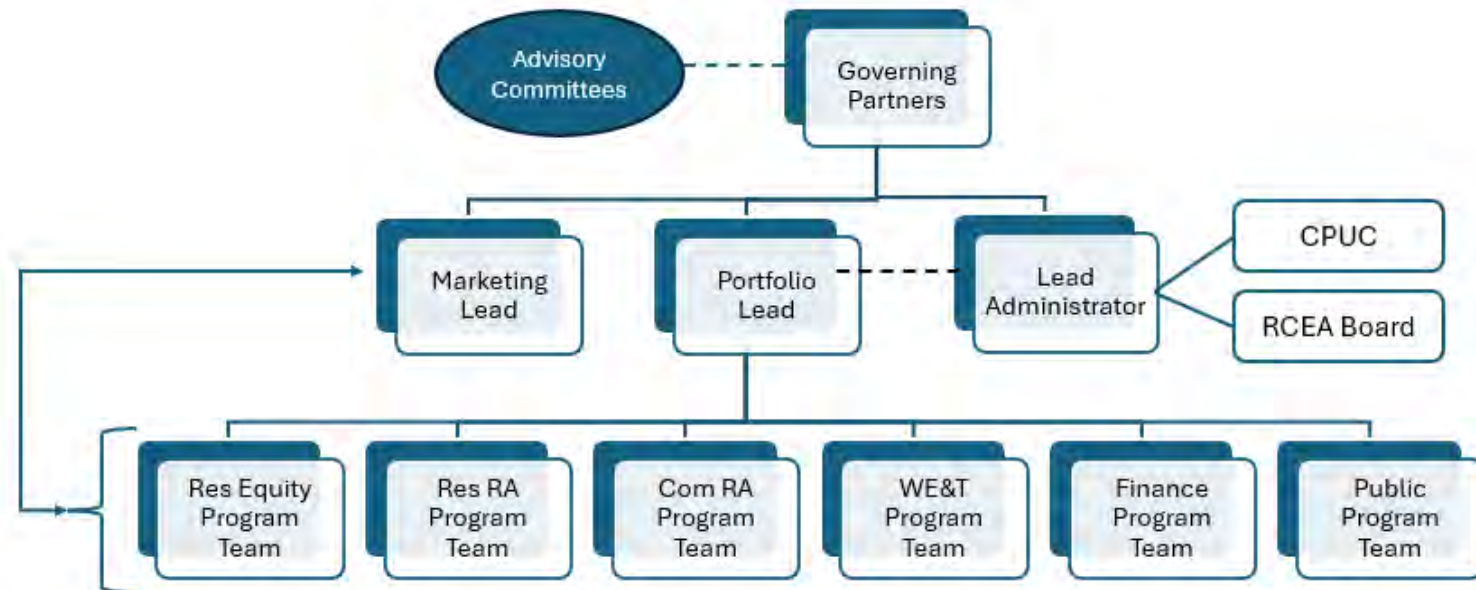 Advisory
Committees
Governing
Partners
Marketing
Lead
Portfolio
Lead
Lead
Administrator
CPUC
RCEA Board
Res Equity
Program
Team
Res RA
Program
Team
Com RA
Program
Team
WE&T
Program
Team
Finance
Program
Team
Public
Program
Team